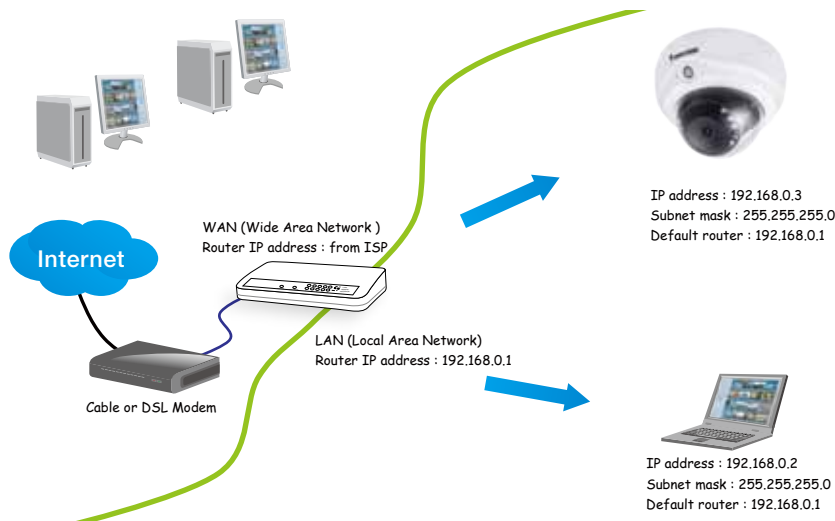 WAN (Wide Area Network )
Router IP address : from ISP
Internet
LAN (Local Area Network)
Router IP address : 192.168.0.1
Cable or DSL Modem
IP address : 192.168.0.3
Subnet mask : 255.255.255.0
Default router : 192.168.0.1
IP address : 192.168.0.2
Subnet mask : 255.255.255.0
Default router : 192.168.0.1